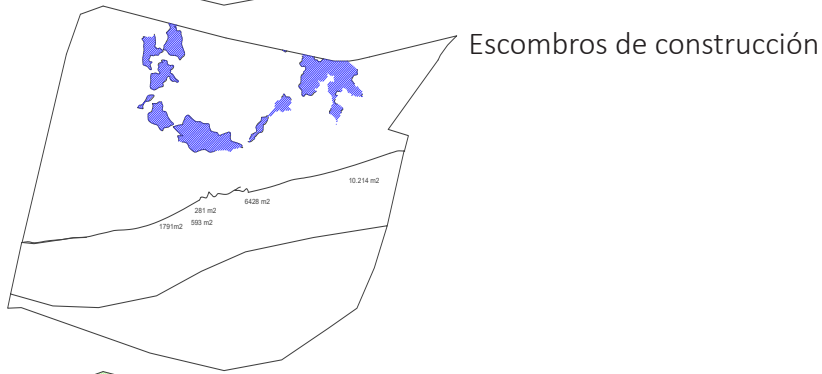 Escombros de construcción
10.214 m2
6428 m2
281 m2
593 m2
1791m2